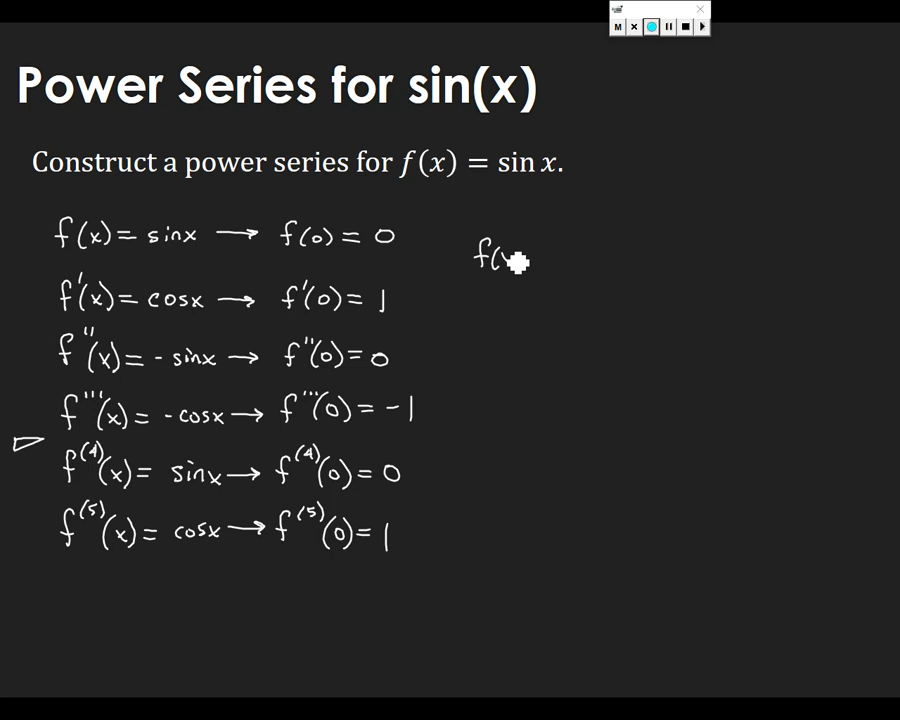 M
Power Series for sin(x)
Construct a power series for f(x) = sin x.
f(x) = sinx → f(0) = 0
f(
f'(x) = cosx → f'(0) = 1
f''(x) = - sinx → f''(0) = 0
f'''(x) = - cosx → f'''(0) = -1
f^(4)(x) = sinx → f^(4)(0) = 0
f^(5)(x) = cosx → f^(5)(0) = 1